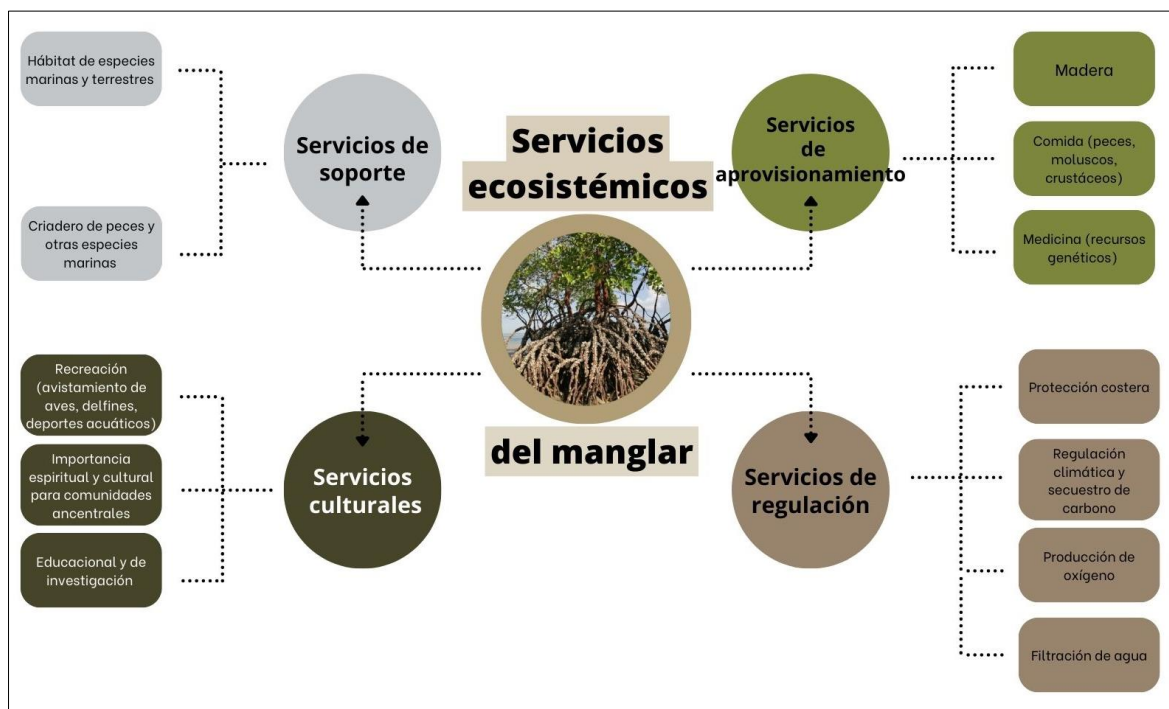 Servicios
ecosistémicos
del manglar
Servicios de
soporte
Hábitat de especies
marinas y terrestres
Criadero de peces y
otras especies
marinas
Servicios
de
aprovisionamiento
Madera
Comida (peces,
moluscos,
crustáceos)
Medicina (recursos
genéticos)
Servicios
culturales
Recreación
(avistamiento de
aves, delfines,
deportes acuáticos)
Importancia
espiritual y cultural
para comunidades
ancentrales
Educacional y de
investigación
Servicios de
regulación
Protección costera
Regulación
climática y
secuestro de
carbono
Producción de
oxígeno
Filtración de agua